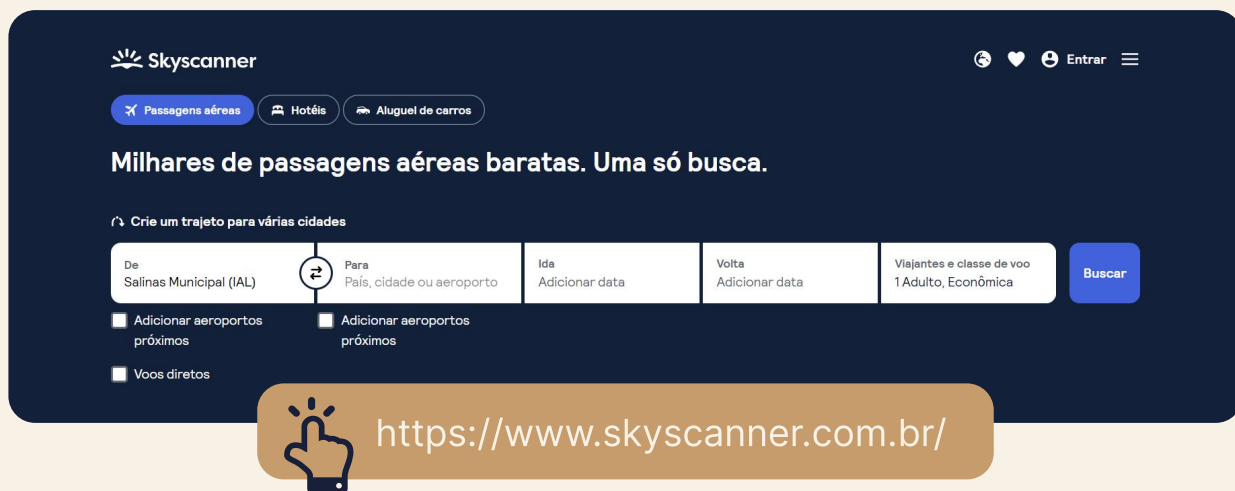 Skyscanner
Entrar
Passagens aéreas
Hotéis
Aluguel de carros
Milhares de passagens aéreas baratas. Uma só busca.
Crie um trajeto para várias cidades
De
Salinas Municipal (IAL)
Para
País, cidade ou aeroporto
Ida
Adicionar data
Volta
Adicionar data
Viajantes e classe de voo
1 Adulto, Econômica
Buscar
Adicionar aeroportos
próximos
Adicionar aeroportos
próximos
Voos diretos
https://www.skyscanner.com.br/